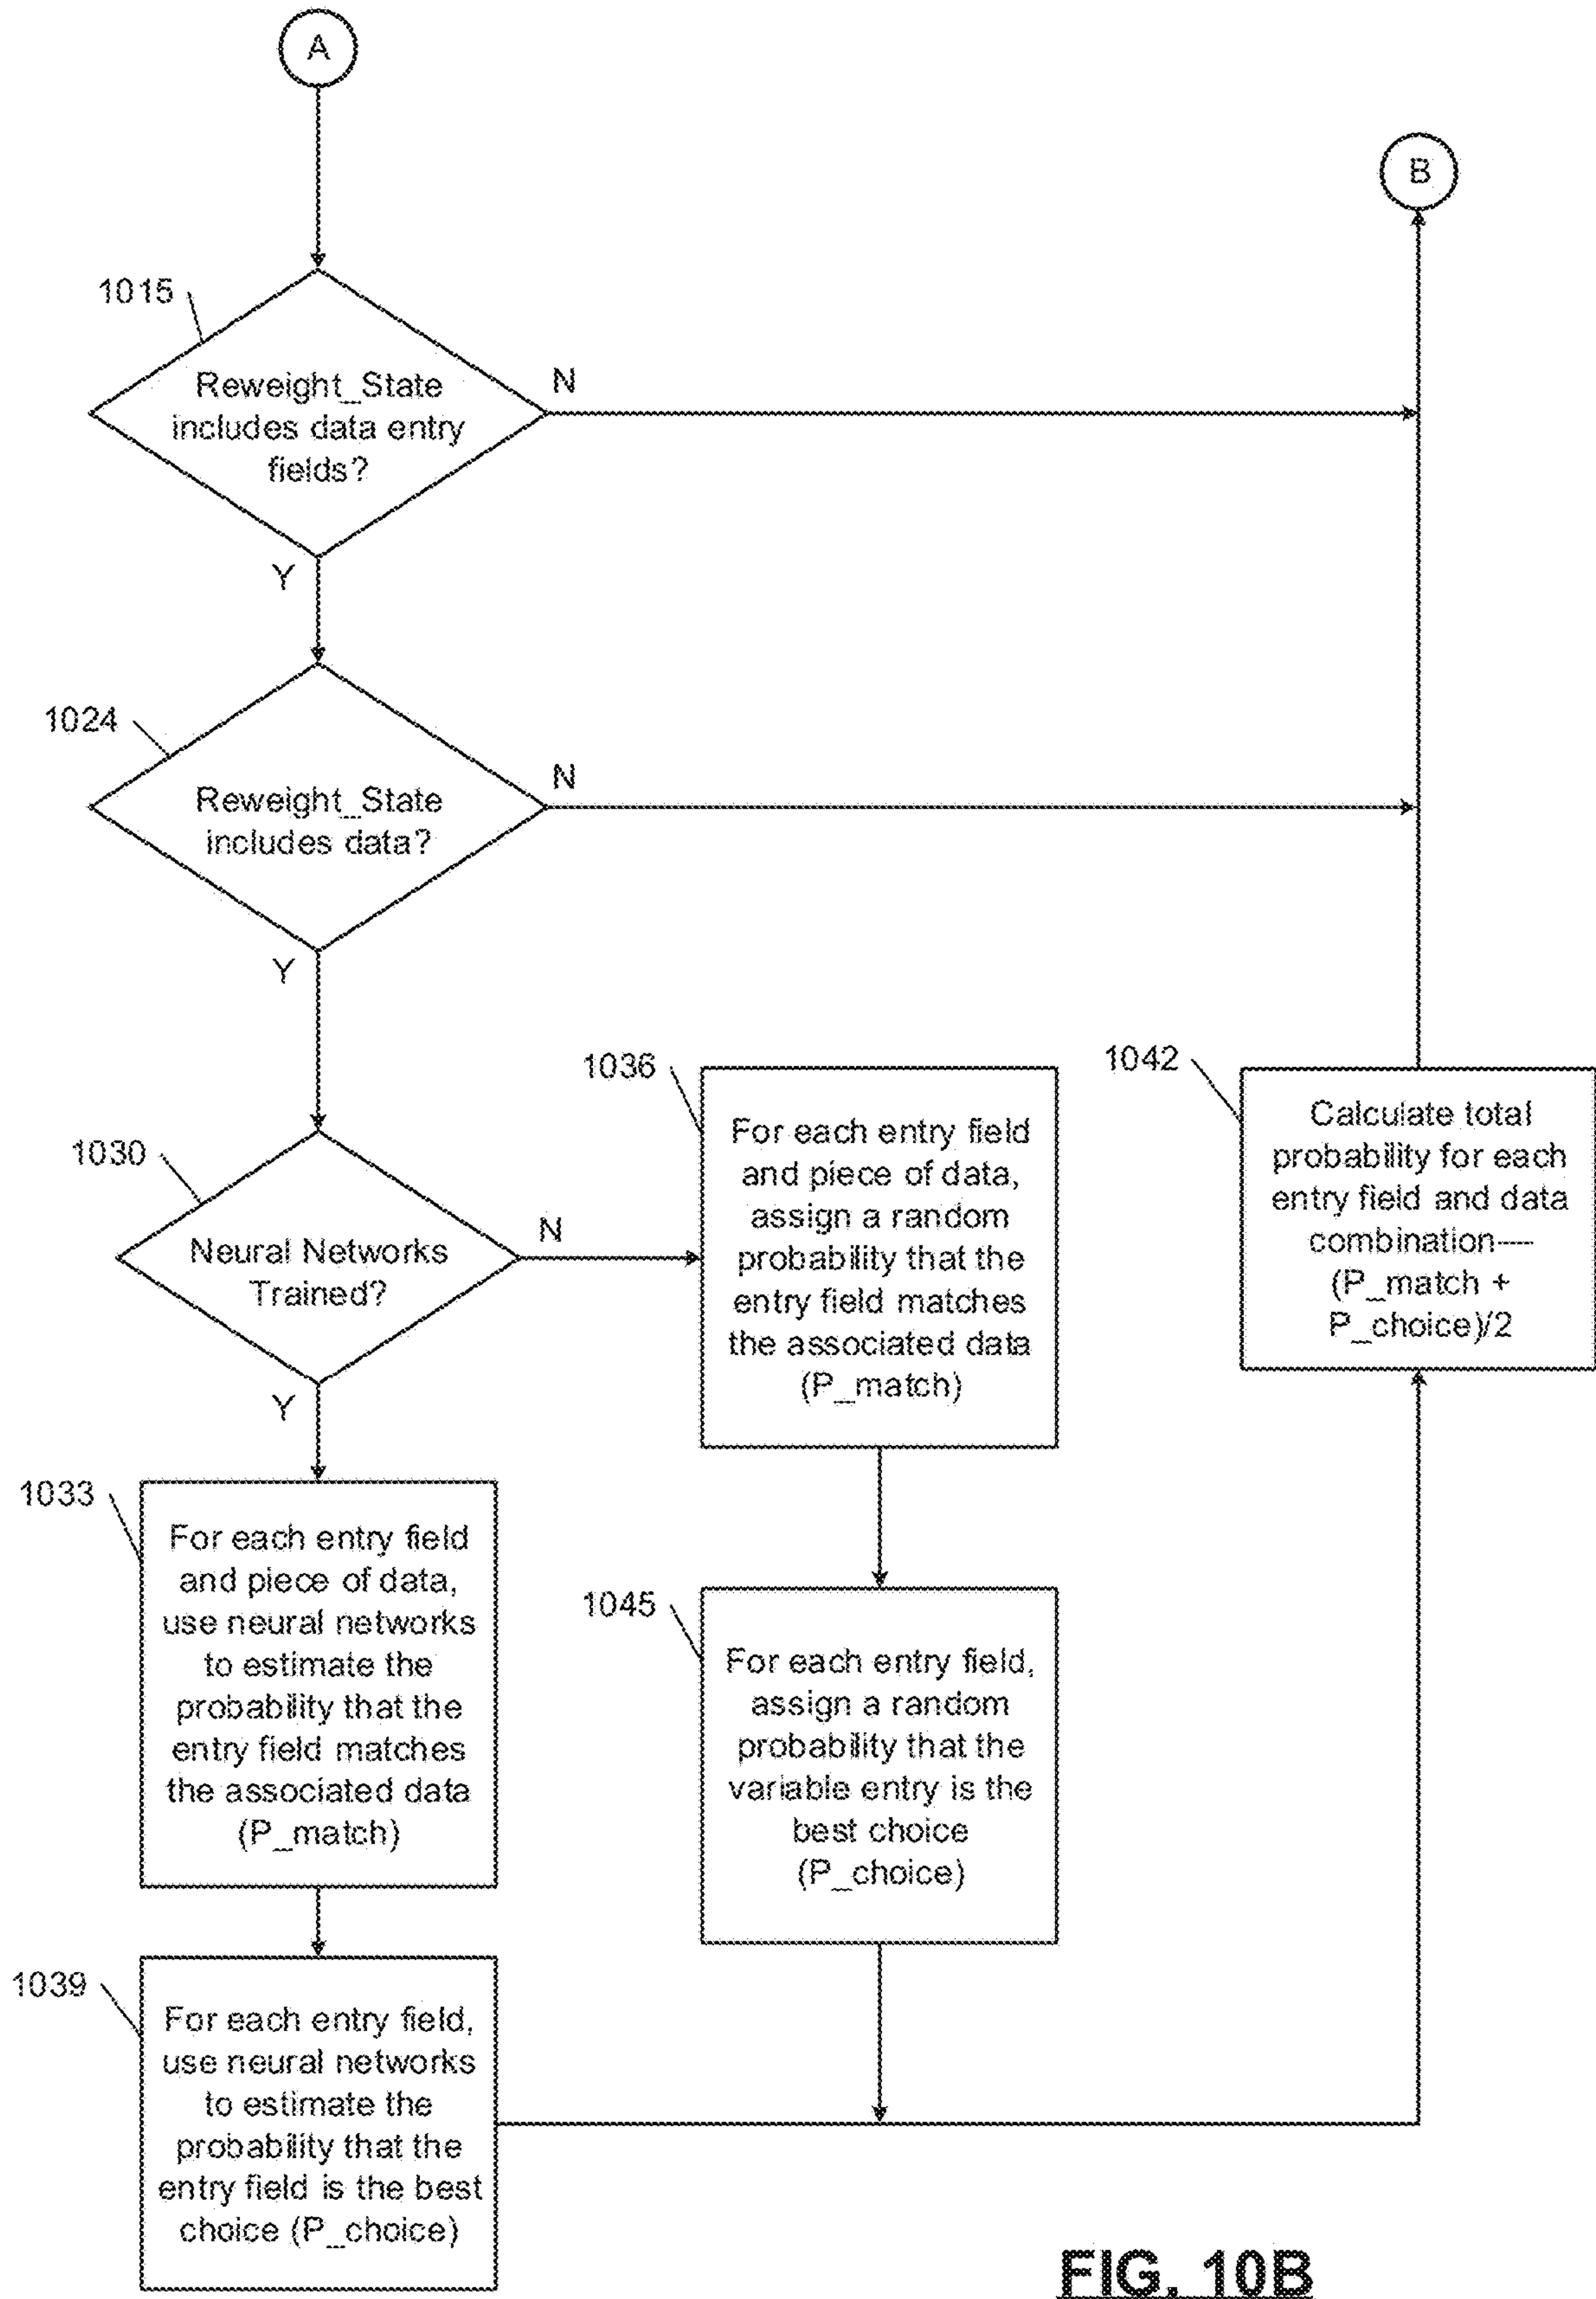 A
B
1015
Reweight_State
includes data entry
fields?
N
Y
1024
Reweight_State
includes data?
N
Y
1030
Neural Networks
Trained?
N
Y
1036
For each entry field
and piece of data,
assign a random
probability that the
entry field matches
the associated data
(P_match)
1042
Calculate total
probability for each
entry field and data
combination----
(P_match +
P_choice)/2
1033
For each entry field
and piece of data,
use neural networks
to estimate the
probability that the
entry field matches
the associated data
(P_match)
1045
For each entry field,
assign a random
probability that the
variable entry is the
best choice
(P_choice)
1039
For each entry field,
use neural networks
to estimate the
probability that the
entry field is the best
choice (P_choice)
FIG. 10B